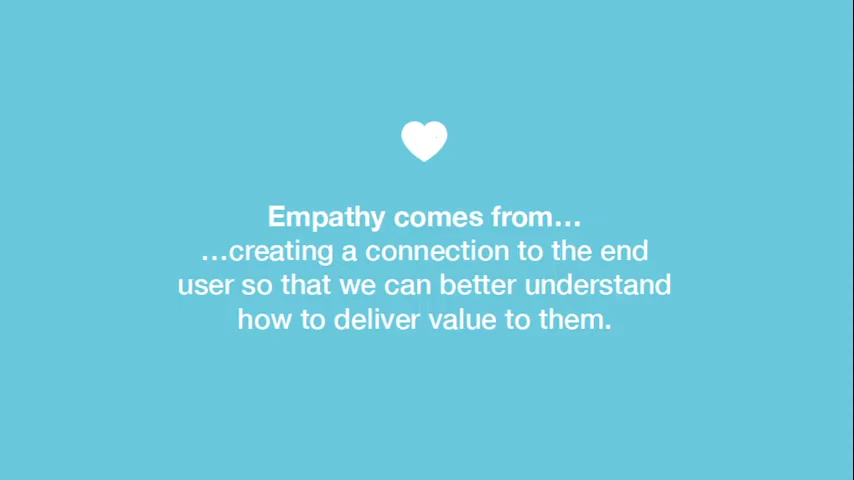 Empathy comes from…
…creating a connection to the end
user so that we can better understand
how to deliver value to them.